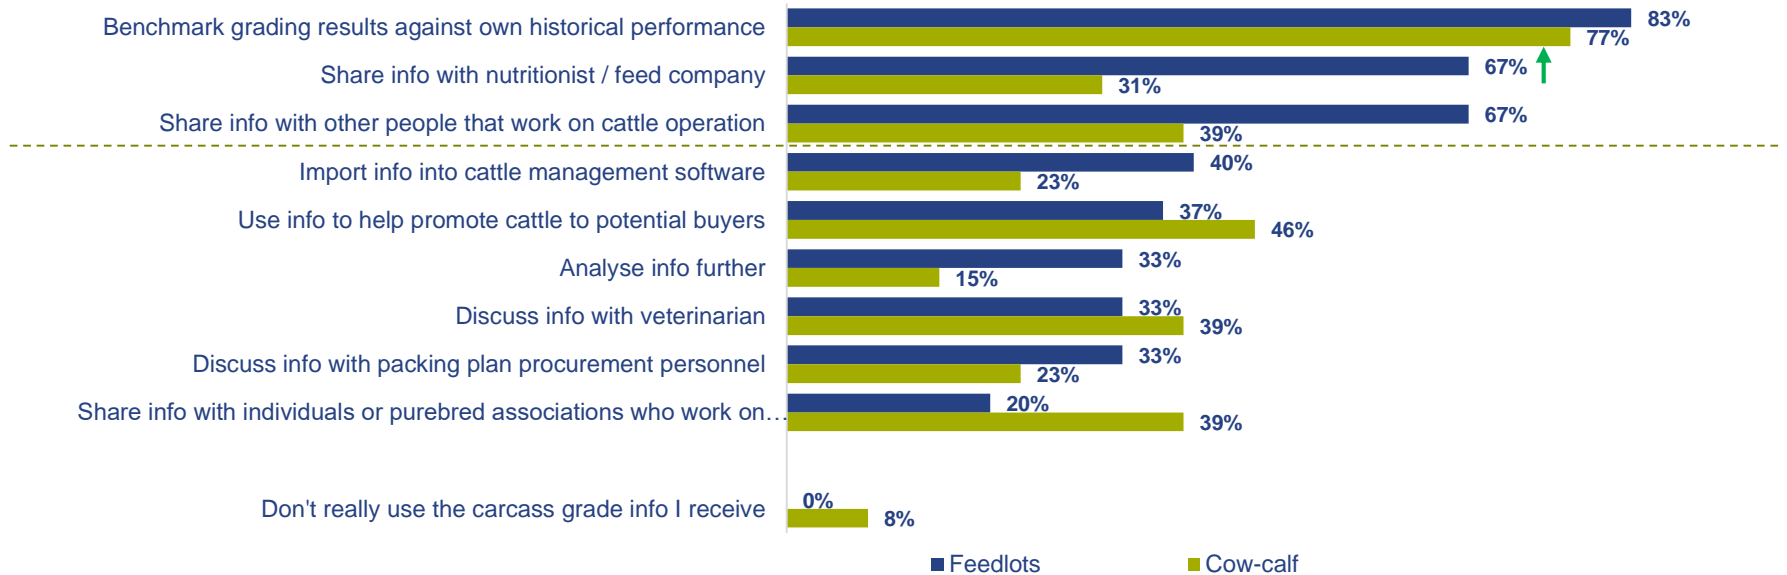 Benchmark grading results against own historical performance
83%
77%
Share info with nutritionist / feed company
67%
31%
Share info with other people that work on cattle operation
67%
39%
Import info into cattle management software
40%
23%
Use info to help promote cattle to potential buyers
37%
46%
Analyse info further
33%
15%
Discuss info with veterinarian
33%
39%
Discuss info with packing plan procurement personnel
33%
23%
Share info with individuals or purebred associations who work on…
20%
39%
Don't really use the carcass grade info I receive
0%
8%
Feedlots
Cow-calf